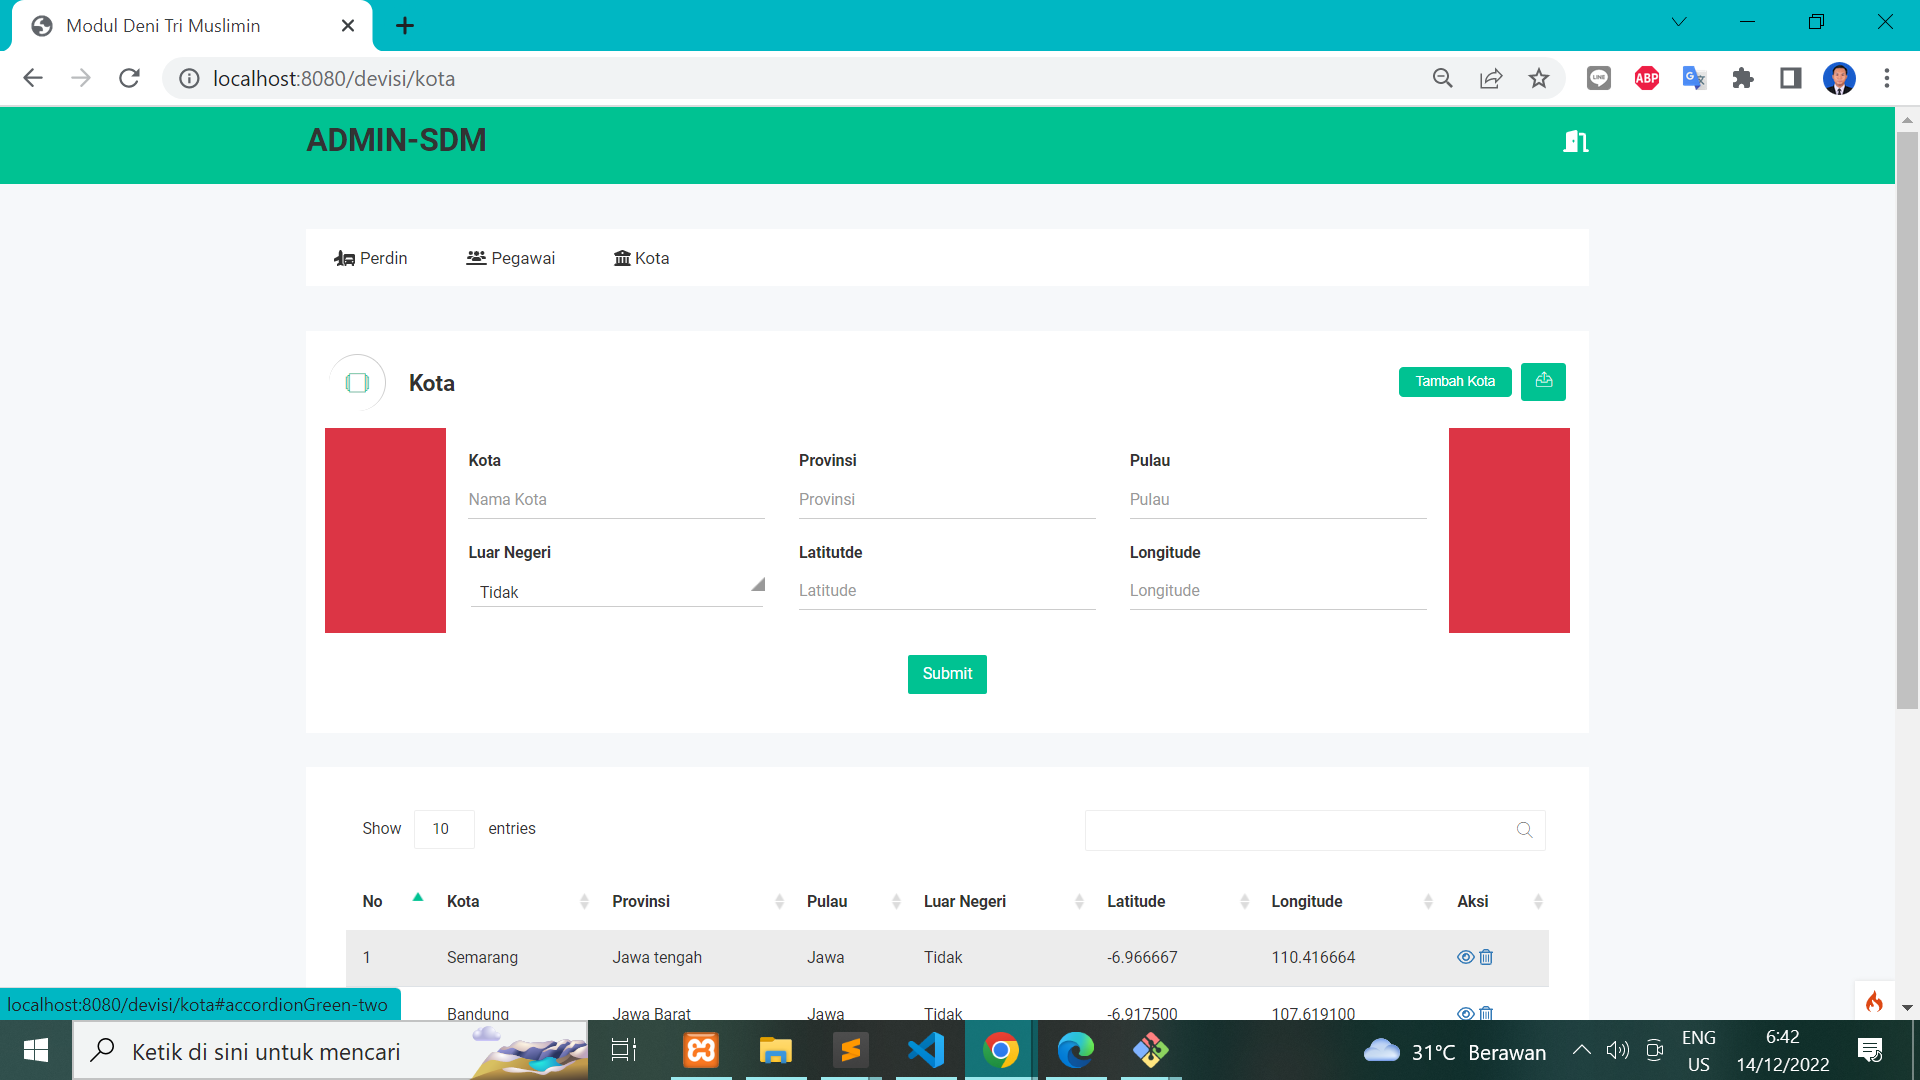 Modul Deni Tri Muslimin
localhost:8080/devisi/kota
ABP
ADMIN-SDM
Perdin Pegawai Kota
Kota
Tambah Kota
Kota Provinsi Pulau
Nama Kota Provinsi Pulau
Luar Negeri Latitutde Longitude
Tidak Latitude Longitude
Submit
Show 10 entries
No Kota Provinsi Pulau Luar Negeri Latitude Longitude Aksi
1 Semarang Jawa tengah Jawa Tidak -6.966667 110.416664
Bandung Jawa Barat Jawa Tidak -6.917500 107.619100
localhost:8080/devisi/kota#accordionGreen-two
Ketik di sini untuk mencari
31°C Berawan
ENG
US
6:42
14/12/2022